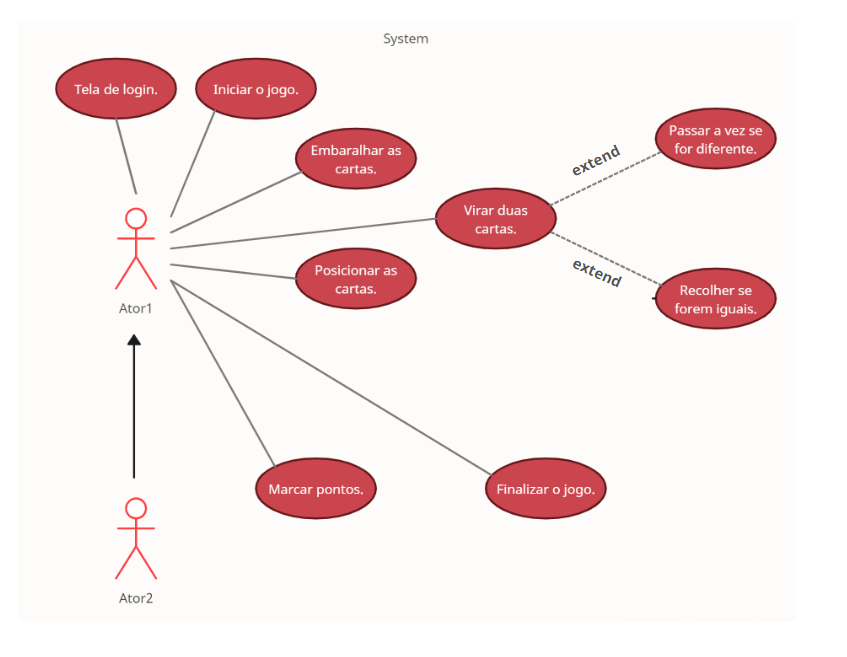 System
Tela de login.
Iniciar o jogo.
Embaralhar as
cartas.
Passar a vez se
for diferente.
extend
Virar duas
cartas.
Posicionar as
cartas.
extend
Recolher se
forem iguais.
Ator1
Marcar pontos.
Finalizar o jogo.
Ator2